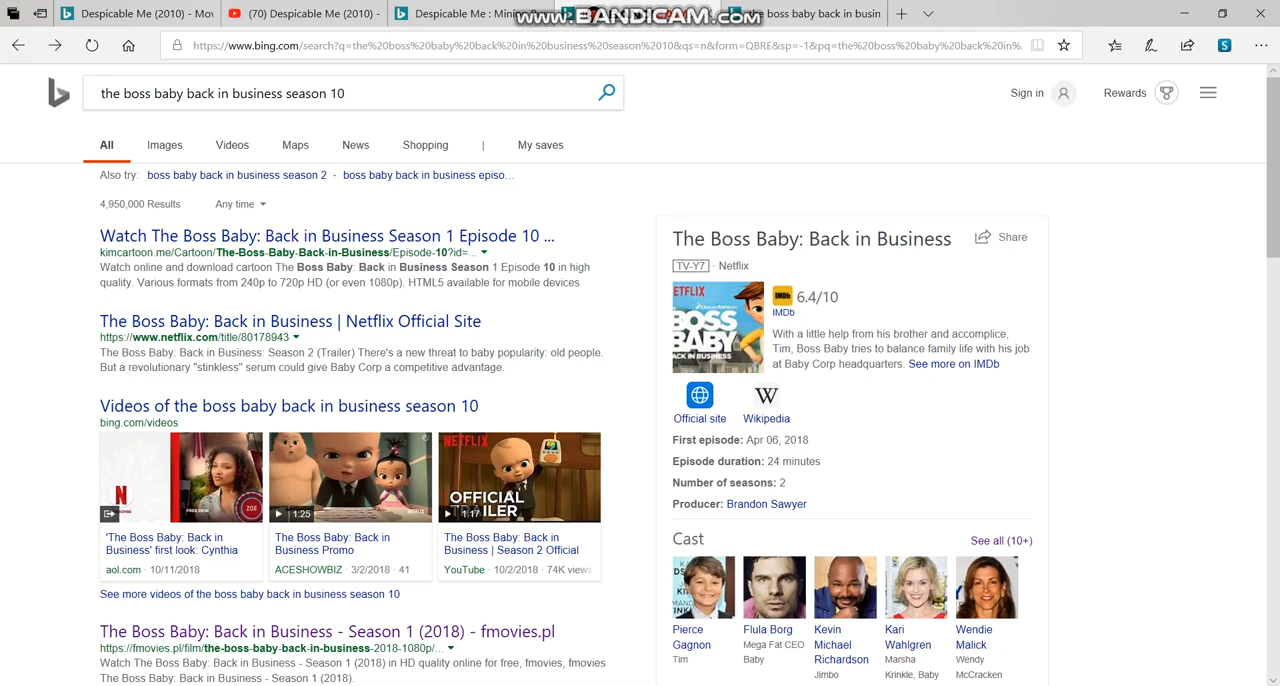 Despicable Me (2010) - Mov
(70) Despicable Me (2010) -
Despicable Me : Min
www.BANDICAM.com
the boss baby back in busin
https://www.bing.com/search?q=the%20boss%20baby%20back%20in%20business%20season%2010&qs=n&form=QBRE&sp=-1&pq=the%20boss%20baby%20back%20in%.
the boss baby back in business season 10
Sign in
Rewards
All
Images
Videos
Maps
News
Shopping
|
My saves
Also try: boss baby back in business season 2 · boss baby back in business episo...
4,950,000 Results
Any time
Watch The Boss Baby: Back in Business Season 1 Episode 10 ...
kimcartoon.me/Cartoon/The-Boss-Baby-Back-in-Business/Episode-10?id=...
Watch online and download cartoon The Boss Baby: Back in Business Season 1 Episode 10 in high
quality. Various formats from 240p to 720p HD (or even 1080p). HTML5 available for mobile devices
The Boss Baby: Back in Business | Netflix Official Site
https://www.netflix.com/title/80178943
The Boss Baby: Back in Business: Season 2 (Trailer) There's a new threat to baby popularity: old people.
But a revolutionary "stinkless" serum could give Baby Corp a competitive advantage.
Videos of the boss baby back in business season 10
bing.com/videos
N
ZOE
1:25
NETFLIX
NETFLIX
OFFICIAL
TRAILER
1:17
'The Boss Baby: Back in
Business' first look: Cynthia
aol.com · 10/11/2018
The Boss Baby: Back in
Business Promo
ACESHOWBIZ · 3/2/2018 · 41
The Boss Baby: Back in
Business | Season 2 Official
YouTube · 10/2/2018 · 74K views
See more videos of the boss baby back in business season 10
The Boss Baby: Back in Business - Season 1 (2018) - fmovies.pl
https://fmovies.pl/film/the-boss-baby-back-in-business-2018-1080p/...
Watch The Boss Baby: Back in Business - Season 1 (2018) in HD quality online for free, fmovies, fmovies
The Boss Baby: Back in Business - Season 1 (2018).
The Boss Baby: Back in Business
Share
TV-Y7 · Netflix
NETFLIX
BOSS
BABY
BACK IN BUSINESS
IMDb
6.4/10
IMDb
With a little help from his brother and accomplice,
Tim, Boss Baby tries to balance family life with his job
at Baby Corp headquarters. See more on IMDb
W
Official site
Wikipedia
First episode: Apr 06, 2018
Episode duration: 24 minutes
Number of seasons: 2
Producer: Brandon Sawyer
Cast
See all (10+)
Pierce
Gagnon
Tim
Flula Borg
Mega Fat CEO
Baby
Kevin
Michael
Richardson
Jimbo
Kari
Wahlgren
Marsha
Krinkle, Baby
Wendie
Malick
Wendy
McCracken